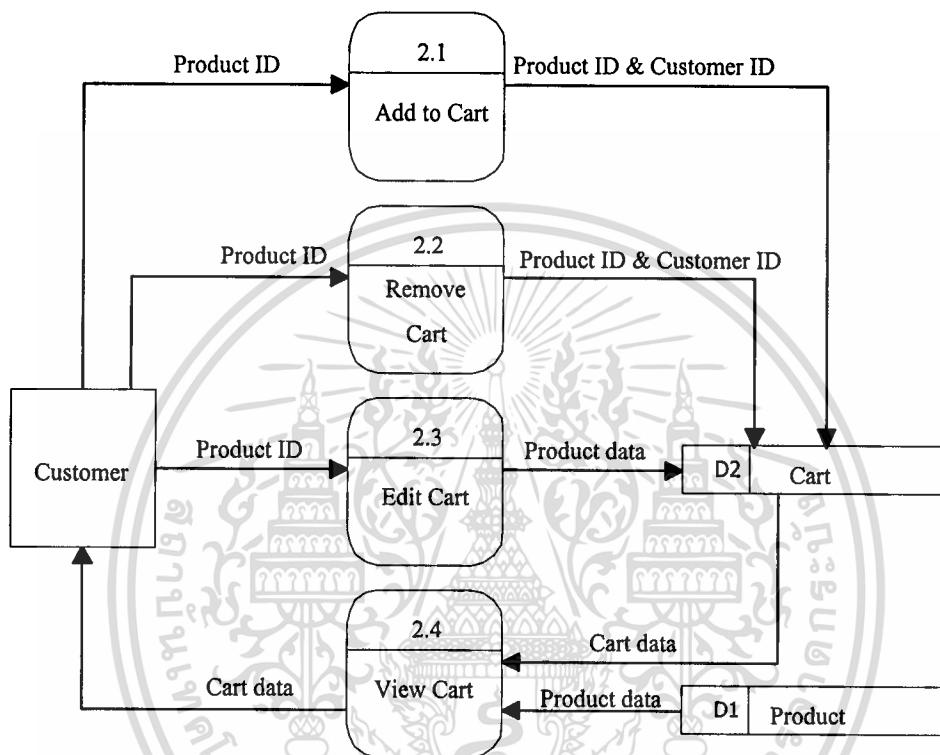 2.1
Product ID
Product ID & Customer ID
Add to Cart
2.2
Product ID
Product ID & Customer ID
Remove
Cart
2.3
Customer
Product ID
Edit Cart
Product data
D2
Cart
2.4
Cart data
View Cart
Cart data
Product data
D1
Product